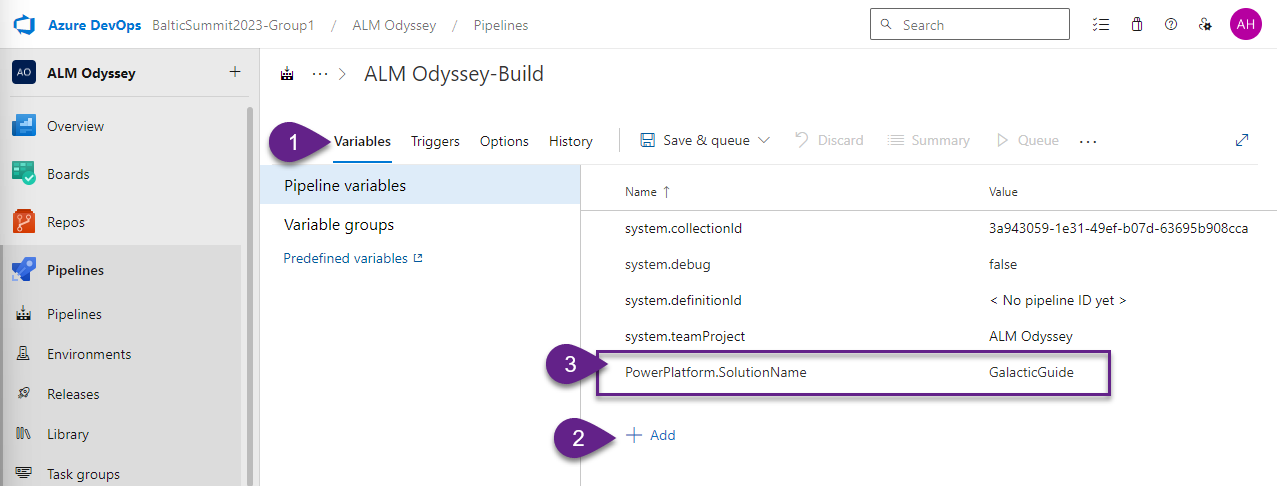 Azure DevOps BalticSummit2023-Group1 / ALM Odyssey / Pipelines Search AH
AO ALM Odyssey +
... > ALM Odyssey-Build
Overview
Boards
Repos
Pipelines
Pipelines
Environments
Releases
Library
Task groups
1 Variables Triggers Options History Save & queue Discard Summary Queue ...
Pipeline variables
Variable groups
Predefined variables
Name ↑ Value
system.collectionId 3a943059-1e31-49ef-b07d-63695b908cca
system.debug false
system.definitionId < No pipeline ID yet >
system.teamProject ALM Odyssey
3 PowerPlatform.SolutionName GalacticGuide
2 + Add